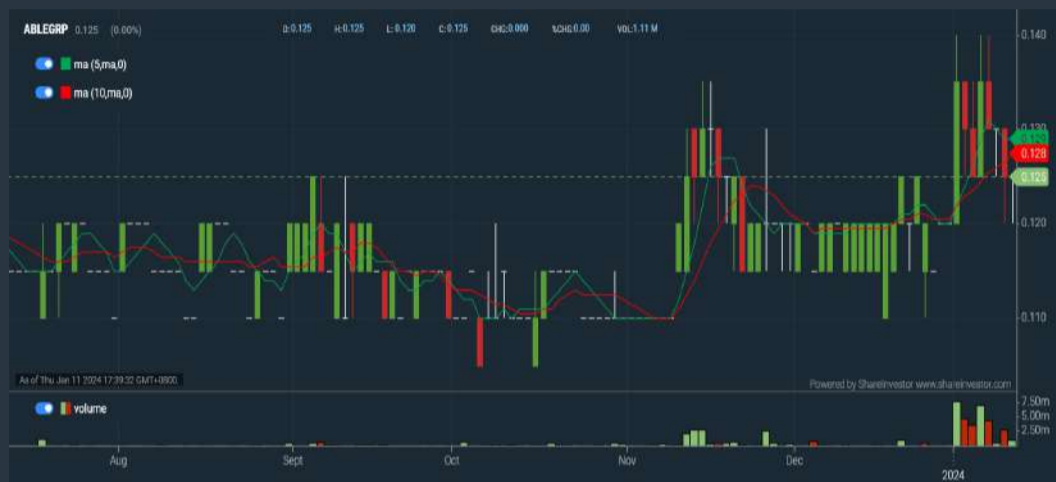 ABLEGRP 0.125 (0.00%) O:0.125 H:0.125 L:0.120 C:0.125 CHG:0.000 %CHG:0.00 VOL:1.11 M
ma (5,ma,0)
ma (10,ma,0)
0.140
0.130
0.129
0.128
0.125
0.120
0.110
As of Thu Jan 11 2024 17:39:32 GMT+0800
Powered by ShareInvestor www.shareinvestor.com
volume
7.50m
5.00m
2.50m
Aug Sept Oct Nov Dec
2024